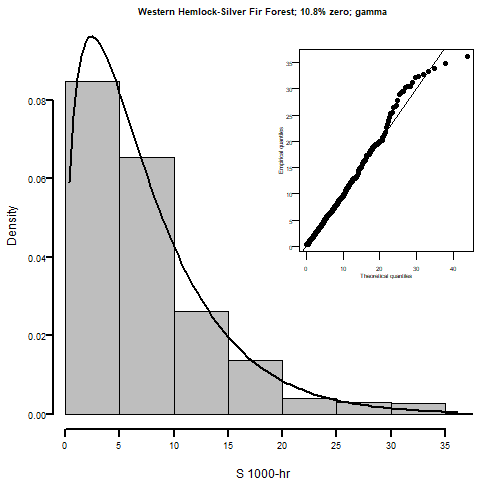 Western Hemlock-Silver Fir Forest; 10.8% zero; gamma
Density
0.00
0.02
0.04
0.06
0.08
0 5 10 15 20 25 30 35
S 1000-hr
Empirical quantiles
0
5
10
15
20
25
30
35
0 10 20 30 40
Theoretical quantiles